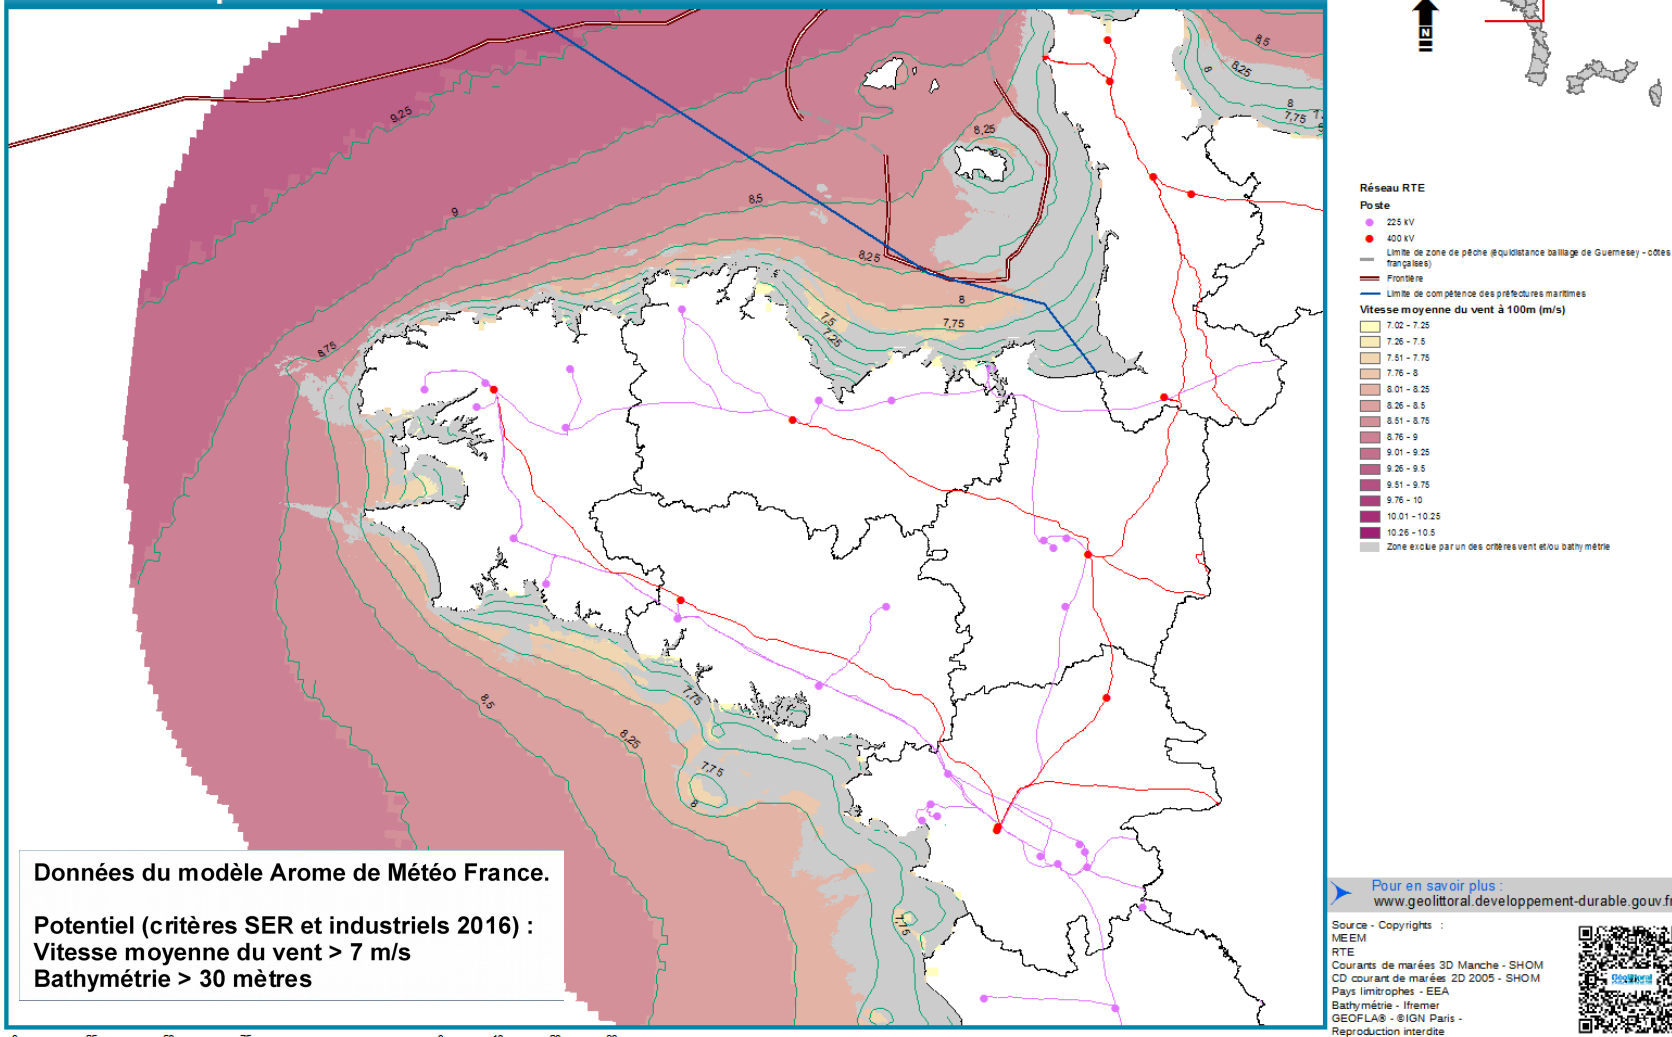 8,5
8,25
8
7,75
9,25
8,25
8
9
8,5
8,25
8
7,75
7,5
7,25
8,75
7,75
8,5
8,25
7,75
8
7,75
N
Réseau RTE
Poste
225 kV
400 kV
Limite de zone de pêche (équidistance bailliage de Guernesey - côtes
françaises)
Frontière
Limite de compétence des préfectures maritimes
Vitesse moyenne du vent à 100m (m/s)
7.02 - 7.25
7.26 - 7.5
7.51 - 7.75
7.76 - 8
8.01 - 8.25
8.26 - 8.5
8.51 - 8.75
8.76 - 9
9.01 - 9.25
9.26 - 9.5
9.51 - 9.75
9.76 - 10
10.01 - 10.25
10.26 - 10.5
Zone exclue par un des critères vent et/ou bathymétrie
Données du modèle Arome de Météo France.
Potentiel (critères SER et industriels 2016) :
Vitesse moyenne du vent > 7 m/s
Bathymétrie > 30 mètres
Pour en savoir plus :
www.geolittoral.developpement-durable.gouv.fr
Source - Copyrights :
MEEM
RTE
Courants de marées 3D Manche - SHOM
CD courant de marées 2D 2005 - SHOM
Pays limitrophes - EEA
Bathymétrie - Ifremer
GEOFLA® - ©IGN Paris -
Reproduction interdite
Géolittoral